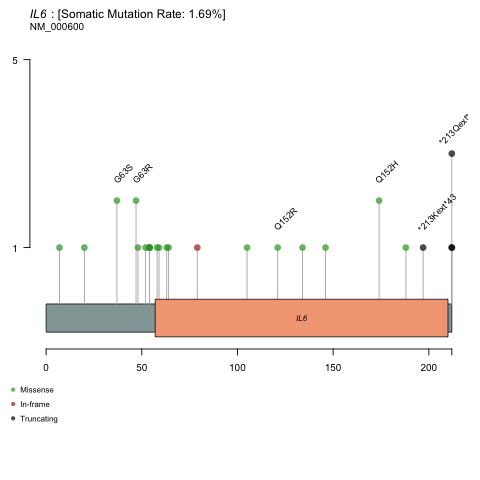 IL6 : [Somatic Mutation Rate: 1.69%]
NM_000600
5
*213Qext*
G63S
G63R
Q152H
Q152R
*213Kext*43
1
IL6
0
50
100
150
200
Missense
In-frame
Truncating